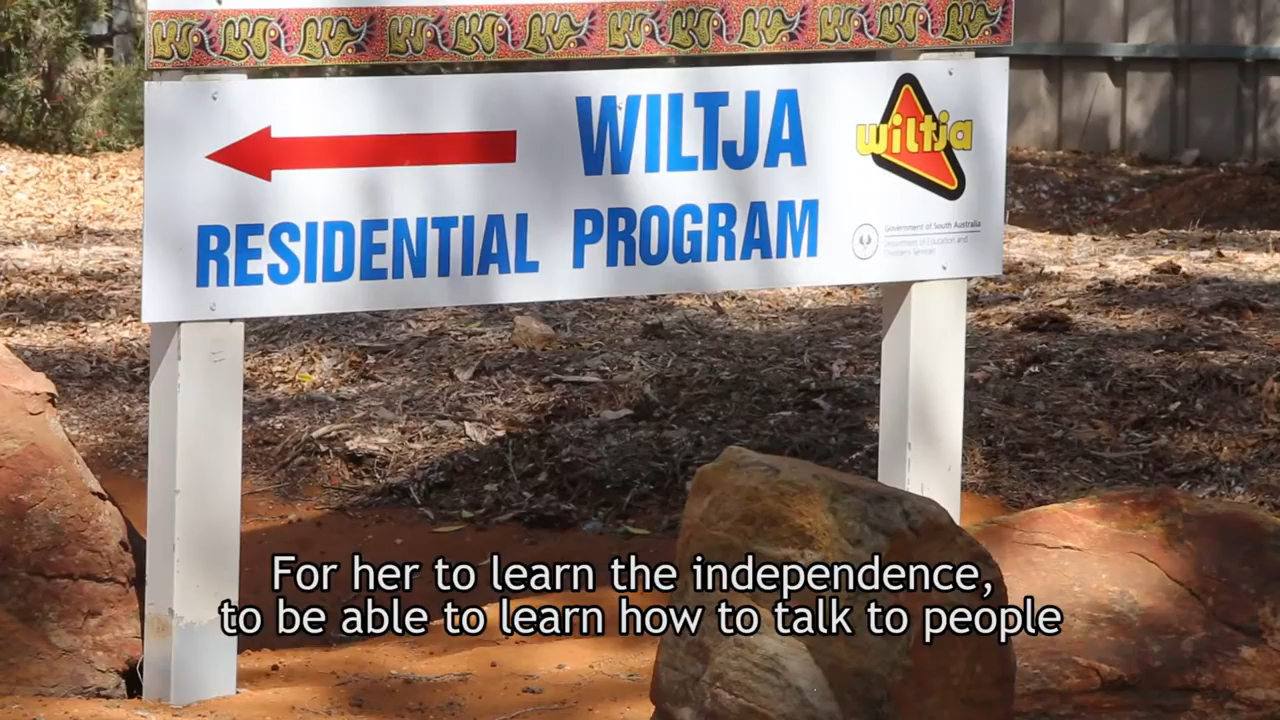 WILTJA
RESIDENTIAL PROGRAM
wiltja
Government of South Australia
Department of Education and
Children's Services
For her to learn the independence,
to be able to learn how to talk to people